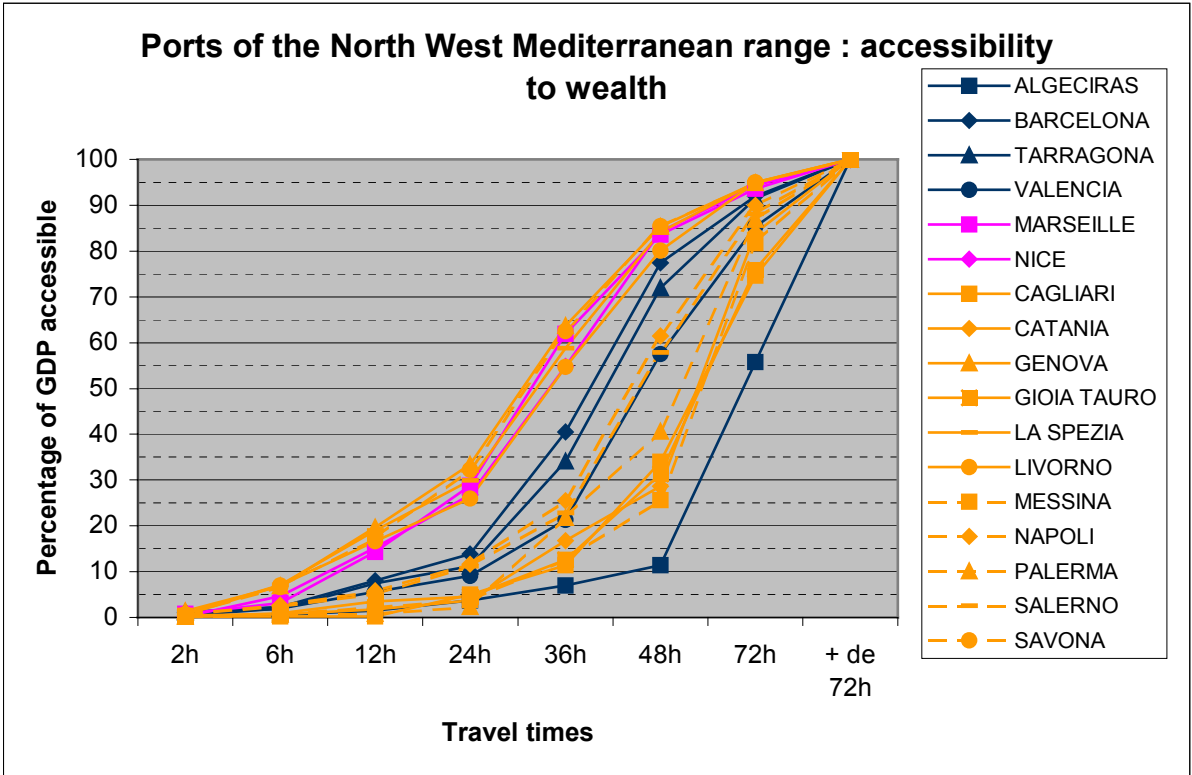 Ports of the North West Mediterranean range : accessibility
to wealth
Percentage of GDP accessible
100
90
80
70
60
50
40
30
20
10
0
2h
6h
12h
24h
36h
48h
72h
+ de
72h
Travel times
ALGECIRAS
BARCELONA
TARRAGONA
VALENCIA
MARSEILLE
NICE
CAGLIARI
CATANIA
GENOVA
GIOIA TAURO
LA SPEZIA
LIVORNO
MESSINA
NAPOLI
PALERMA
SALERNO
SAVONA